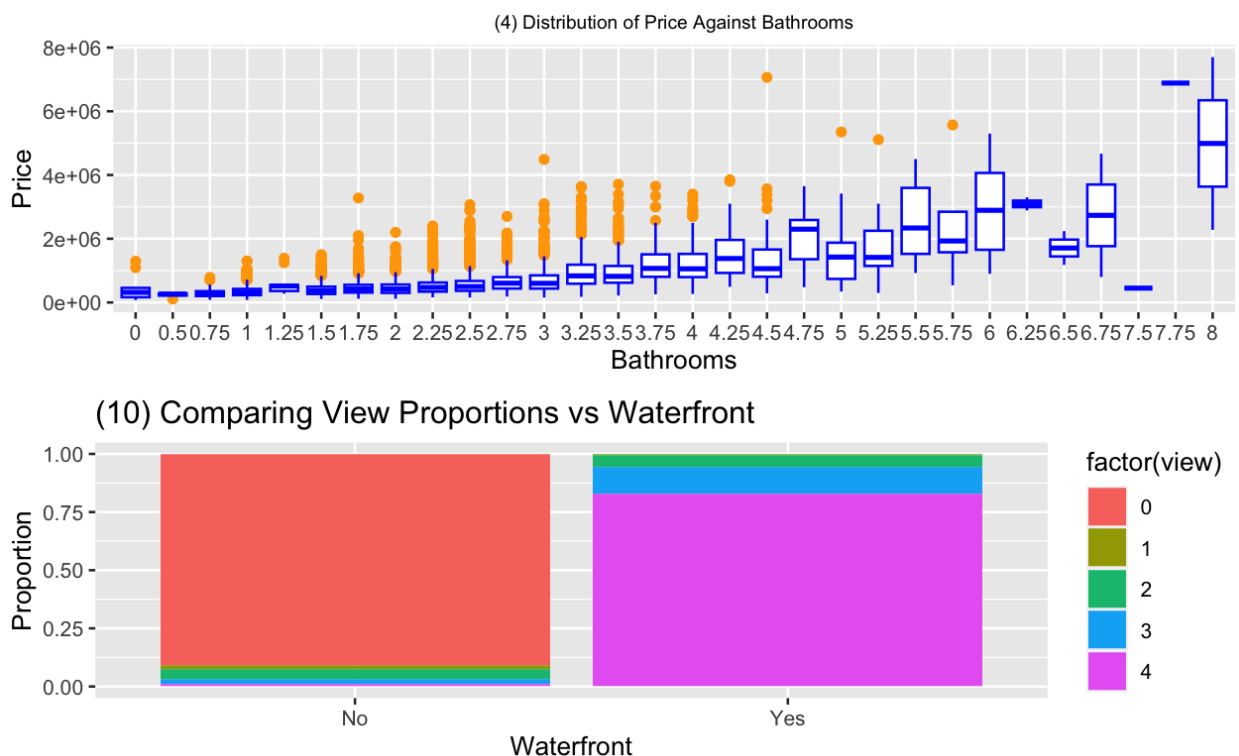 (4) Distribution of Price Against Bathrooms
8e+06
6e+06
4e+06
2e+06
0e+00
Price
0 0.5 0.75 1 1.25 1.5 1.75 2 2.25 2.5 2.75 3 3.25 3.5 3.75 4 4.25 4.5 4.75 5 5.25 5.5 5.75 6 6.25 6.5 6.75 7.5 7.75 8
Bathrooms
(10) Comparing View Proportions vs Waterfront
1.00
0.75
0.50
0.25
0.00
Proportion
No Yes
Waterfront
factor(view)
0
1
2
3
4